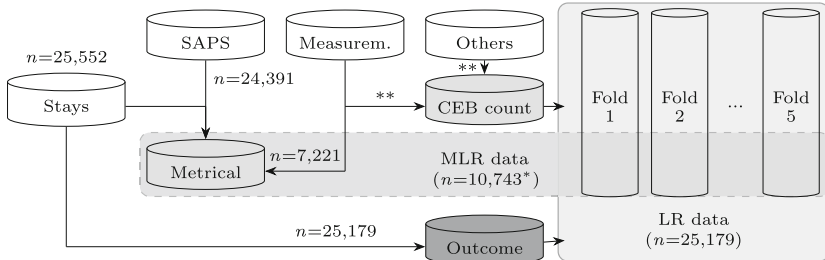 SAPS
Measurem.
Others
n=25,552
**
n=24,391
Stays
**
CEB count
Fold
1
Fold
2
...
Fold
5
n=7,221
Metrical
MLR data
(n=10,743*)
n=25,179
Outcome
LR data
(n=25,179)